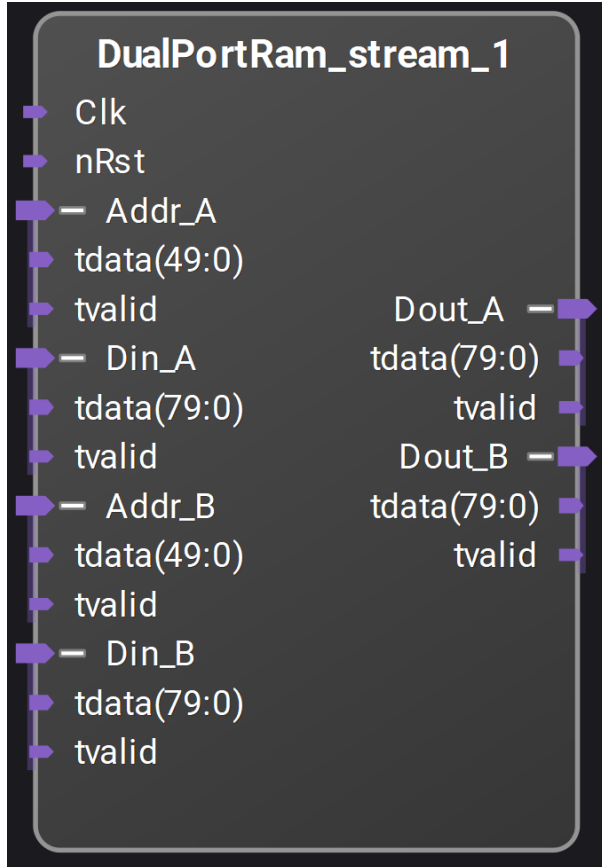 DualPortRam_stream_1
Clk
nRst
Addr_A
tdata(49:0)
tvalid
Din_A
tdata(79:0)
tvalid
Addr_B
tdata(49:0)
tvalid
Din_B
tdata(79:0)
tvalid
Dout_A
tdata(79:0)
tvalid
Dout_B
tdata(79:0)
tvalid